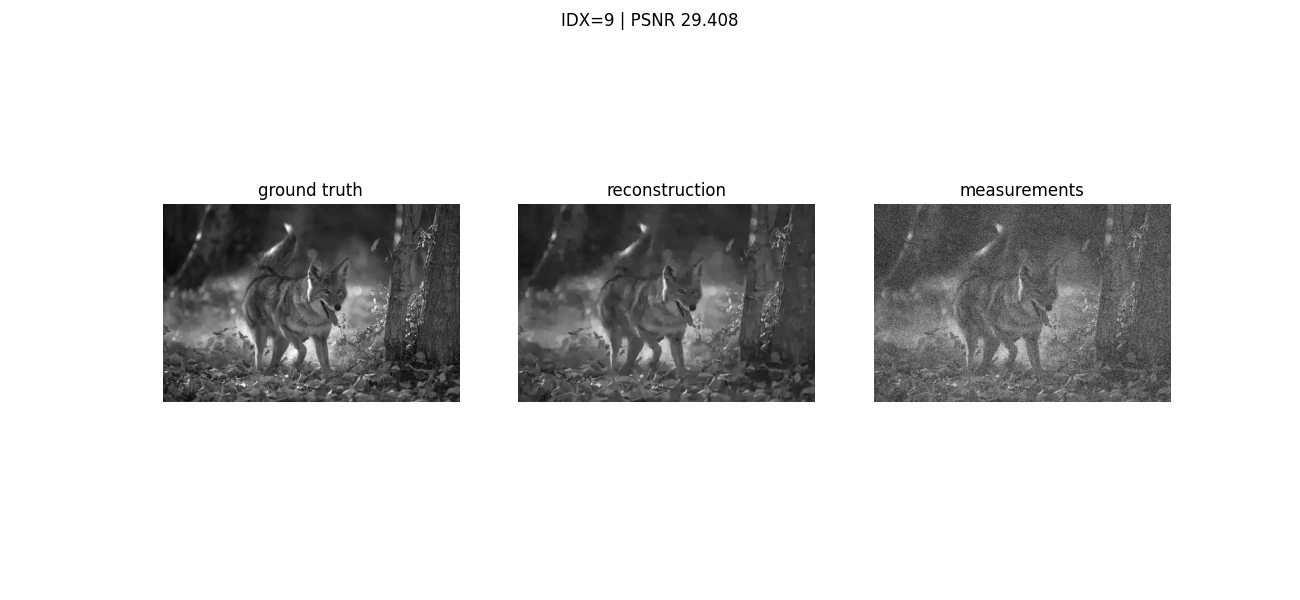 IDX=9 | PSNR 29.408
ground truth
reconstruction
measurements